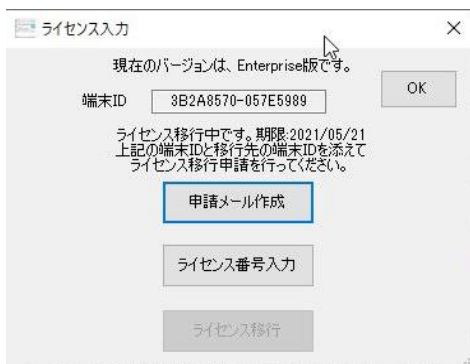 ライセンス入力
現在のバージョンは、Enterprise版です。
OK
端末ID 3B2A8570-057E5989
ライセンス移行中です。期限:2021/05/21
上記の端末IDと移行先の端末IDを添えて
ライセンス移行申請を行ってください。
申請メール作成
ライセンス番号入力
ライセンス移行